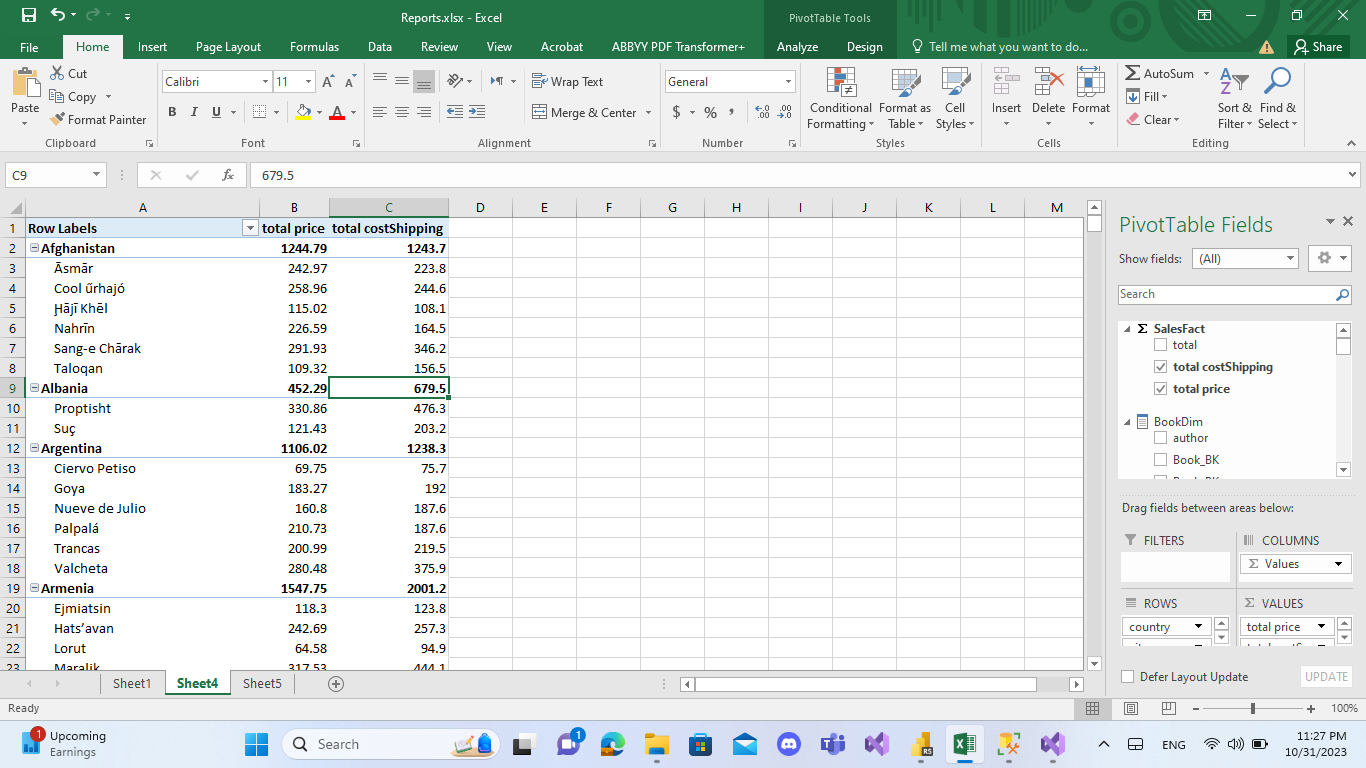 Reports.xlsx - Excel
PivotTable Tools
File Home Insert Page Layout Formulas Data Review View Acrobat ABBYY PDF Transformer+ Analyze Design Tell me what you want to do... Share
Paste
Cut
Copy
Format Painter
Clipboard
Calibri 11
B I U
Font
Wrap Text
Merge & Center
Alignment
General
$ % ,
Number
Conditional Formatting
Format as Table
Cell Styles
Styles
Insert Delete Format
Cells
AutoSum
Fill
Clear
Sort & Filter
Find & Select
Editing
C9 fx 679.5
A B C D E F G H I J K L M
1 Row Labels total price total costShipping
2 Afghanistan 1244.79 1243.7
3 Āsmār 242.97 223.8
4 Cool űrhajó 258.96 244.6
5 Ḩājī Khēl 115.02 108.1
6 Nahrīn 226.59 164.5
7 Sang-e Chārak 291.93 346.2
8 Taloqan 109.32 156.5
9 Albania 452.29 679.5
10 Proptisht 330.86 476.3
11 Suç 121.43 203.2
12 Argentina 1106.02 1238.3
13 Ciervo Petiso 69.75 75.7
14 Goya 183.27 192
15 Nueve de Julio 160.8 187.6
16 Palpalá 210.73 187.6
17 Trancas 200.99 219.5
18 Valcheta 280.48 375.9
19 Armenia 1547.75 2001.2
20 Ejmiatsin 118.3 123.8
21 Hats’avan 242.69 257.3
22 Lorut 64.58 94.9
23 Maralik 317.53 444.1
PivotTable Fields
Show fields: (All)
Search
Σ SalesFact
total
total costShipping
total price
BookDim
author
Book_BK
Drag fields between areas below:
FILTERS
COLUMNS
Σ Values
ROWS
country
Σ VALUES
total price
Defer Layout Update UPDATE
Sheet1 Sheet4 Sheet5
Ready
100%
1
Upcoming
Earnings
Search
1
RS
ENG
11:27 PM
10/31/2023